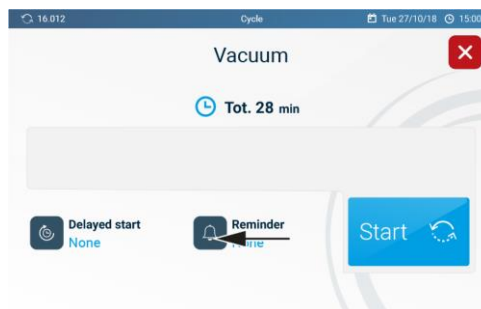 16.012 Cycle Tue 27/10/18 15:00
Vacuum
Tot. 28 min
Delayed start
None
Reminder
Start